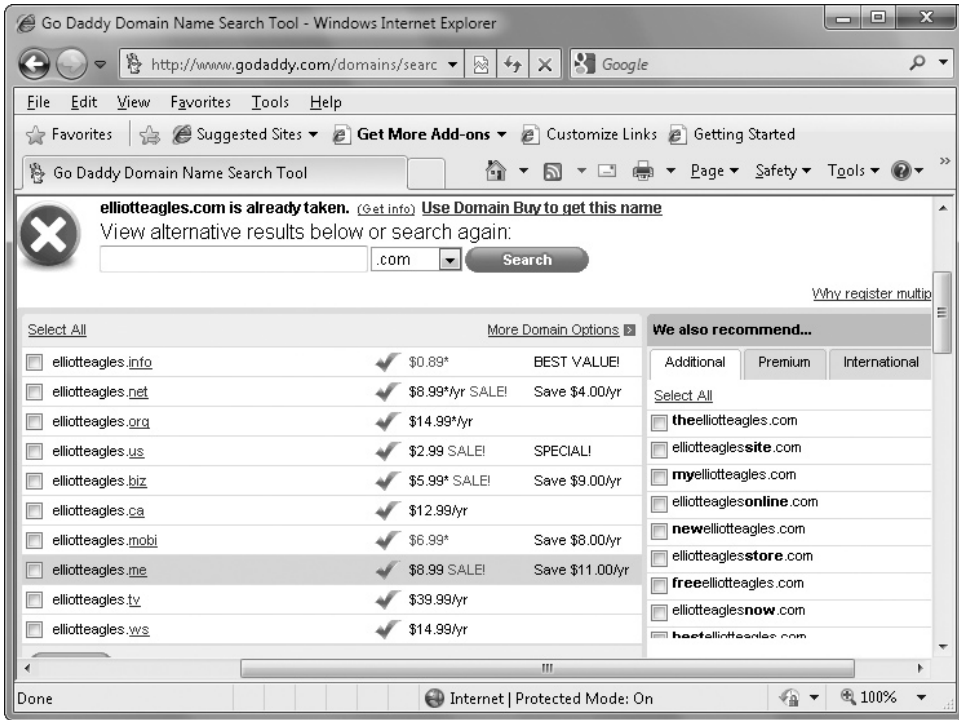 Go Daddy Domain Name Search Tool - Windows Internet Explorer
http://www.godaddy.com/domains/searc
Google
File Edit View Favorites Tools Help
Favorites Suggested Sites Get More Add-ons Customize Links Getting Started
Go Daddy Domain Name Search Tool Page Safety Tools
elliotteagles.com is already taken. (Get info) Use Domain Buy to get this name
View alternative results below or search again:
.com Search
Why register multip
Select All More Domain Options
elliotteagles.info $0.89* BEST VALUE!
elliotteagles.net $8.99*/yr SALE! Save $4.00/yr
elliotteagles.org $14.99*/yr
elliotteagles.us $2.99 SALE! SPECIAL!
elliotteagles.biz $5.99* SALE! Save $9.00/yr
elliotteagles.ca $12.99/yr
elliotteagles.mobi $6.99* Save $8.00/yr
elliotteagles.me $8.99 SALE! Save $11.00/yr
elliotteagles.tv $39.99/yr
elliotteagles.ws $14.99/yr
We also recommend...
Additional Premium International
Select All
theelliotteagles.com
elliotteaglessite.com
myelliotteagles.com
elliotteaglesonline.com
newelliotteagles.com
elliotteaglesstore.com
freeelliotteagles.com
elliotteaglesnow.com
bestelliotteagles.com
Done Internet | Protected Mode: On 100%